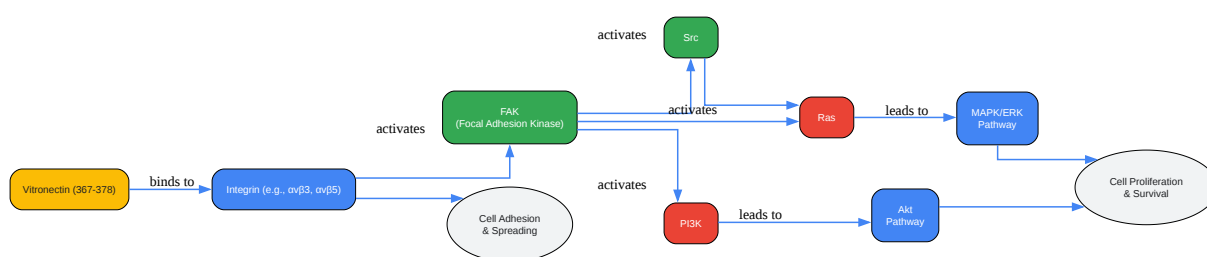 Vitronectin (367-378)
binds to
Integrin (e.g., αvβ3, αvβ5)
activates
FAK
(Focal Adhesion Kinase)
Cell Adhesion
& Spreading
activates
Src
activates
Ras
leads to
MAPK/ERK
Pathway
activates
PI3K
leads to
Akt
Pathway
Cell Proliferation
& Survival